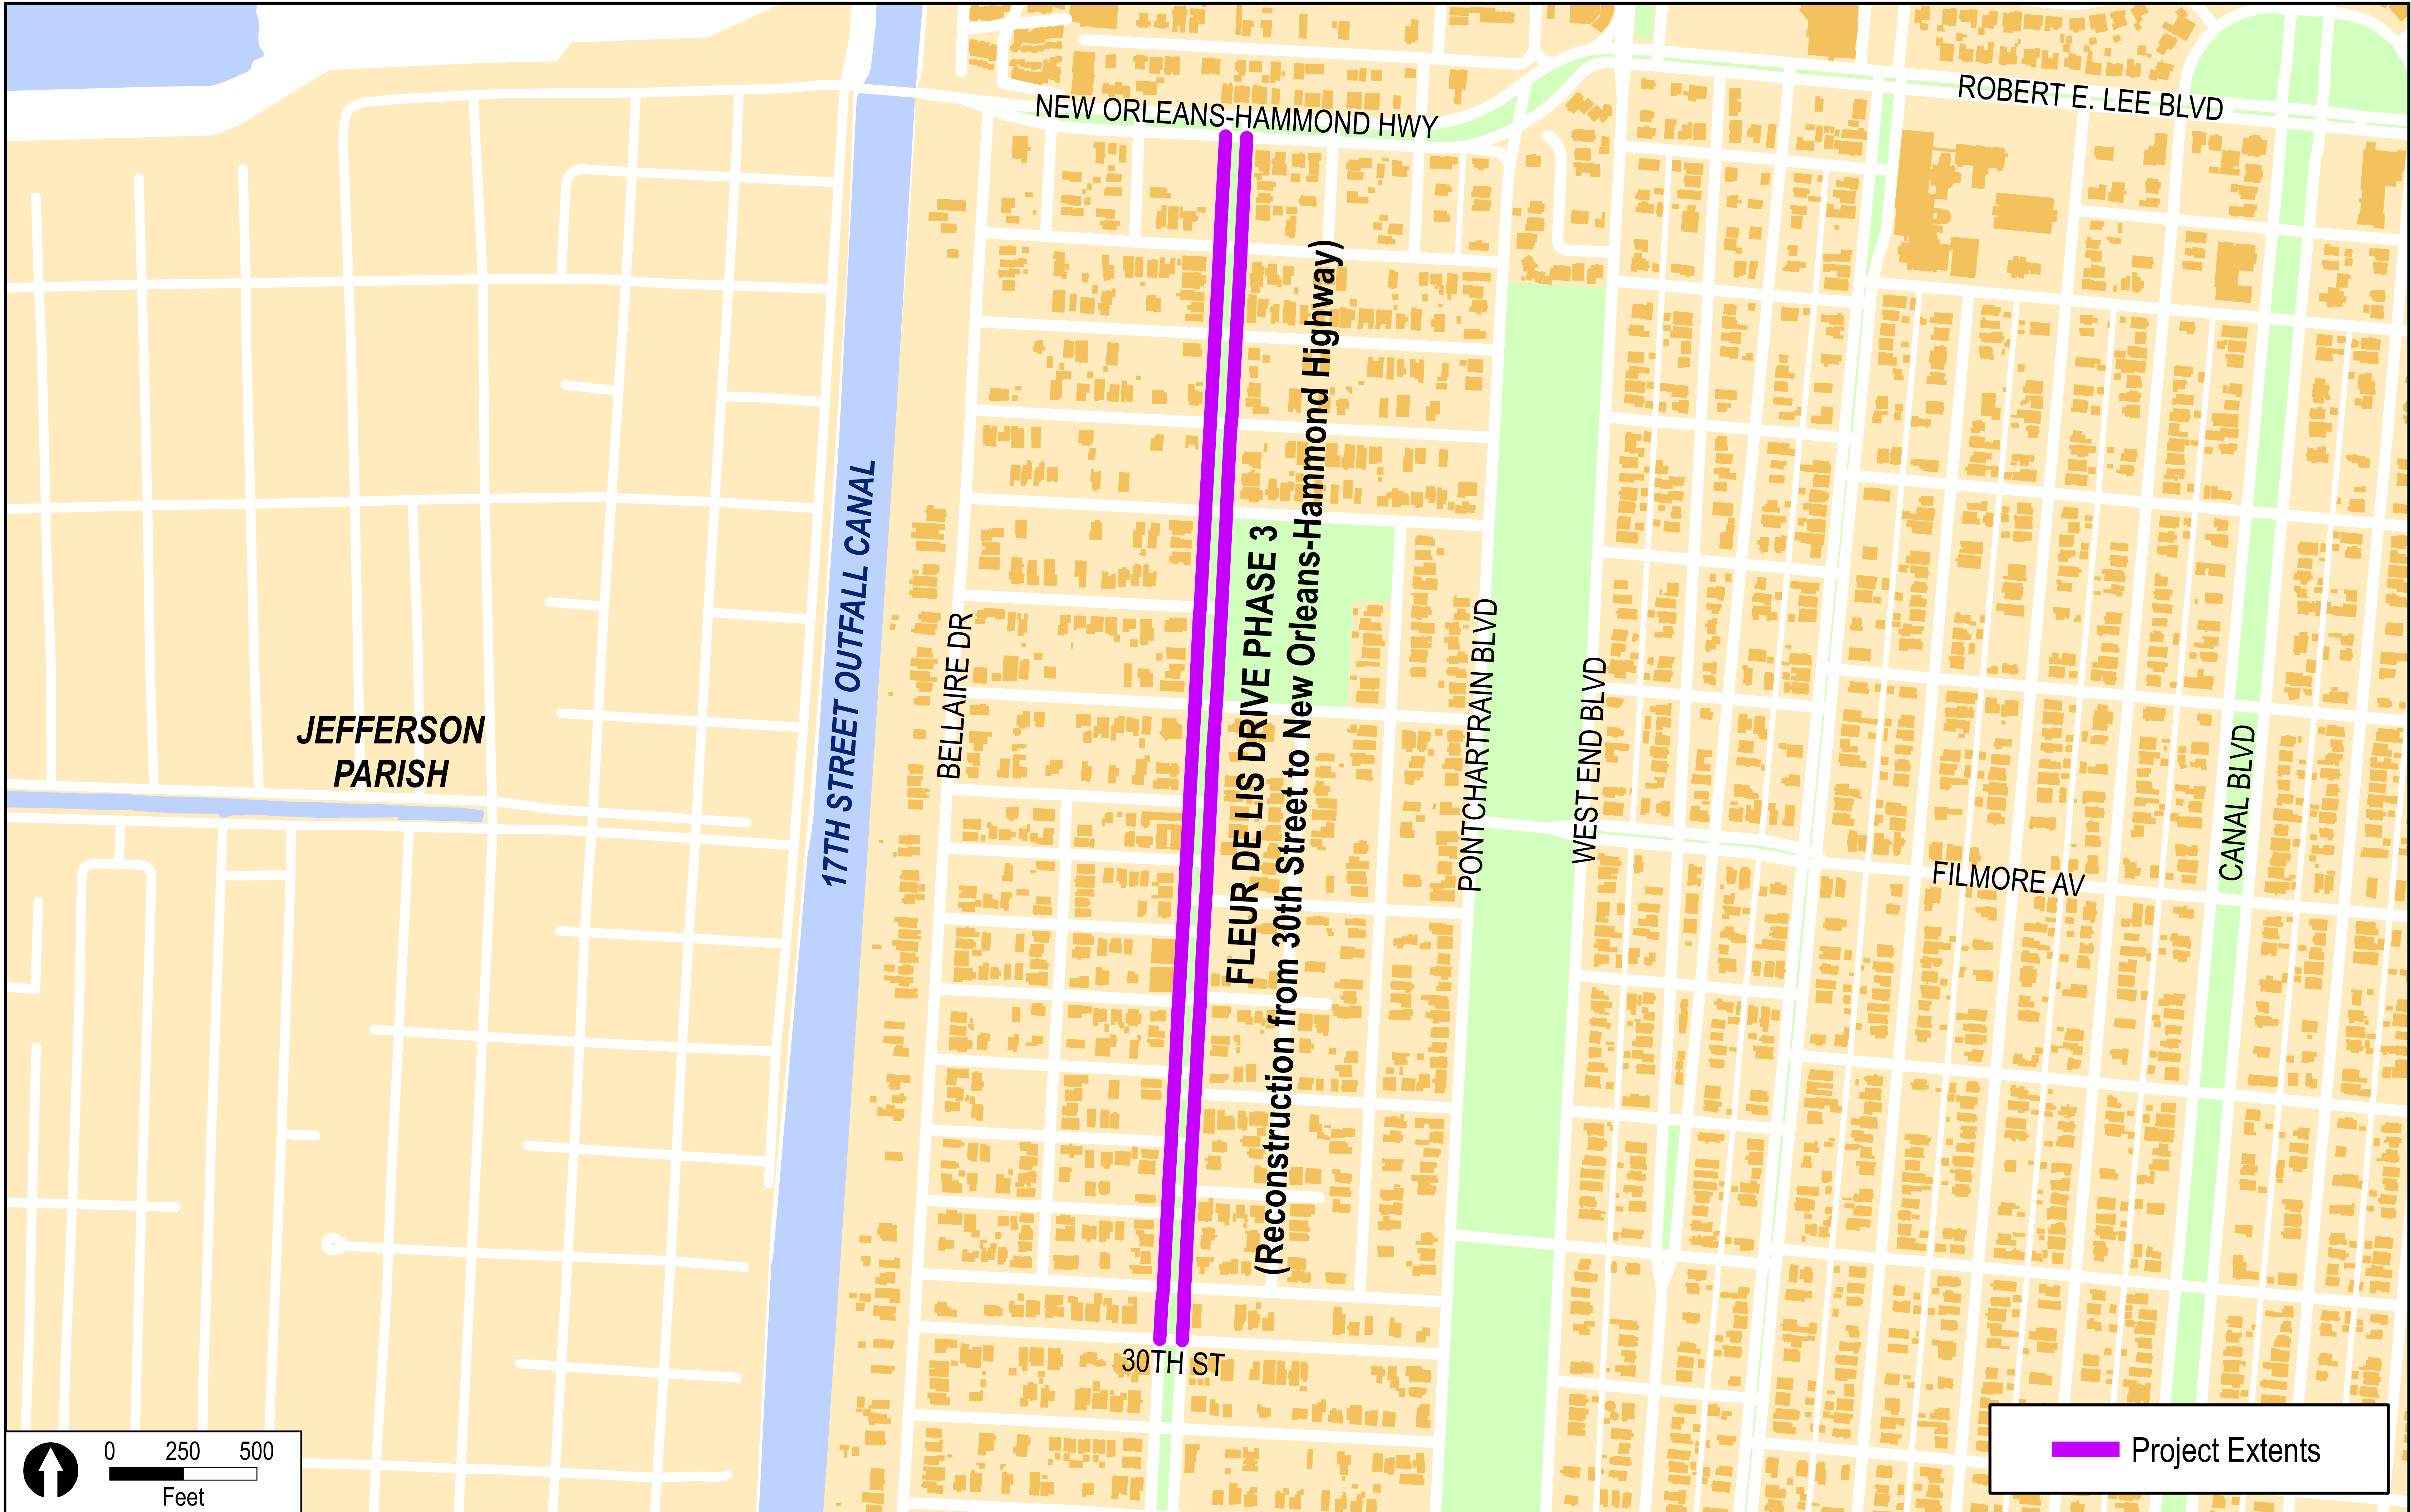 NEW ORLEANS-HAMMOND HWY
ROBERT E. LEE BLVD
17TH STREET OUTFALL CANAL
BELLAIRE DR
FLEUR DE LIS DRIVE PHASE 3
(Reconstruction from 30th Street to New Orleans-Hammond Highway)
PONTCHARTRAIN BLVD
WEST END BLVD
CANAL BLVD
JEFFERSON
PARISH
FILMORE AV
30TH ST
0 250 500
Feet
Project Extents